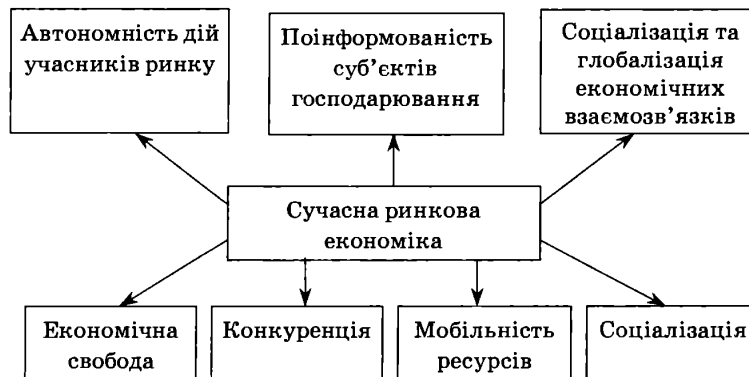 Автономність дій
учасників ринку
Поінформованість
суб’єктів
господарювання
Соціалізація та
глобалізація
економічних
взаємозв'язків
Сучасна ринкова
економіка
Економічна
свобода
Конкуренція
Мобільність
ресурсів
Соціалізація